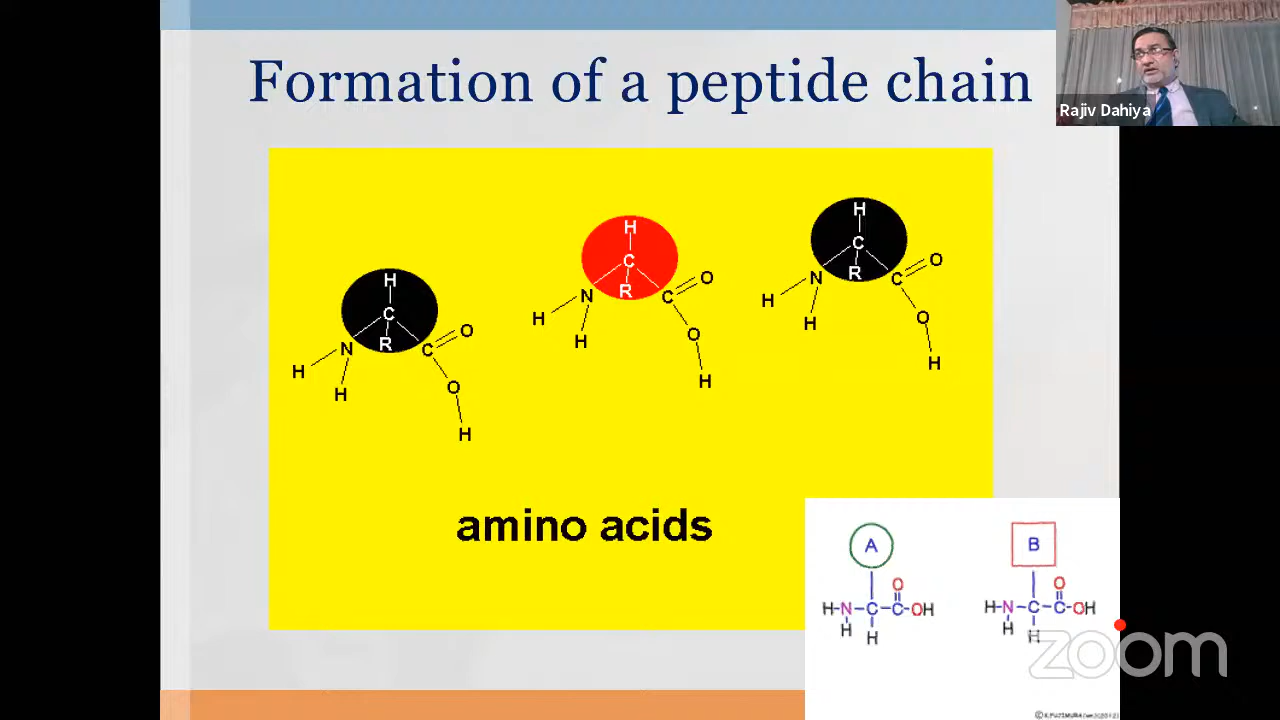 Formation of a peptide chain
Rajiv Dahiya
H
C
R
N
H
H
C
O
O
H
H
C
R
N
H
H
C
O
O
H
H
C
R
N
H
H
C
O
O
H
amino acids
A
B
O
H-N-C-C-OH
H
H
O
H-N-C-C-OH
H
H
zoom